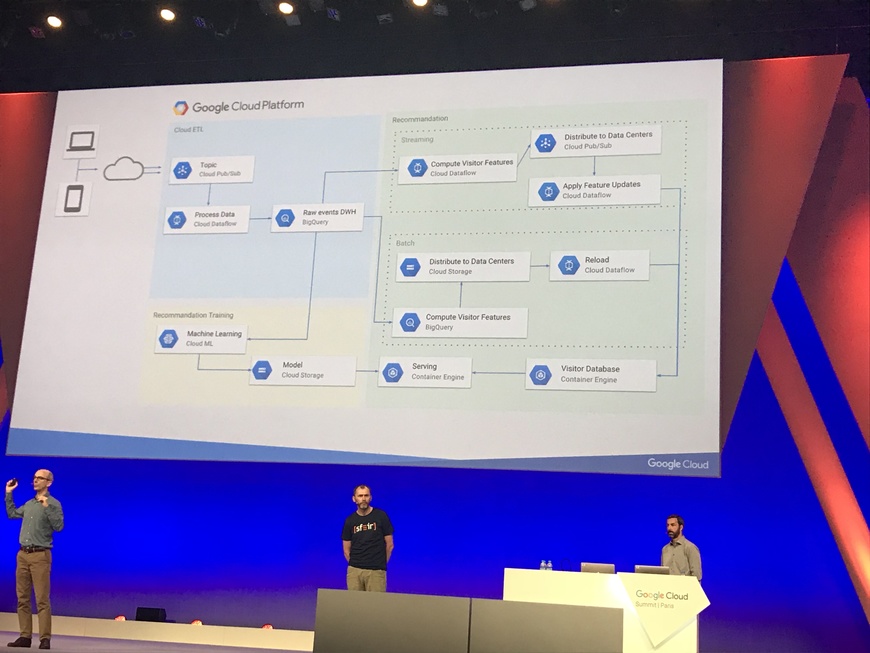 Google Cloud Platform
Cloud ETL
Topic
Cloud Pub/Sub
Process Data
Cloud Dataflow
Raw events DWH
BigQuery
Recommandation
Streaming
Compute Visitor Features
Cloud Dataflow
Distribute to Data Centers
Cloud Pub/Sub
Apply Feature Updates
Cloud Dataflow
Batch
Distribute to Data Centers
Cloud Storage
Reload
Cloud Dataflow
Compute Visitor Features
BigQuery
Recommandation Training
Machine Learning
Cloud ML
Model
Cloud Storage
Serving
Container Engine
Visitor Database
Container Engine
Google Cloud
{sfeir}
Google Cloud
Summit | Paris